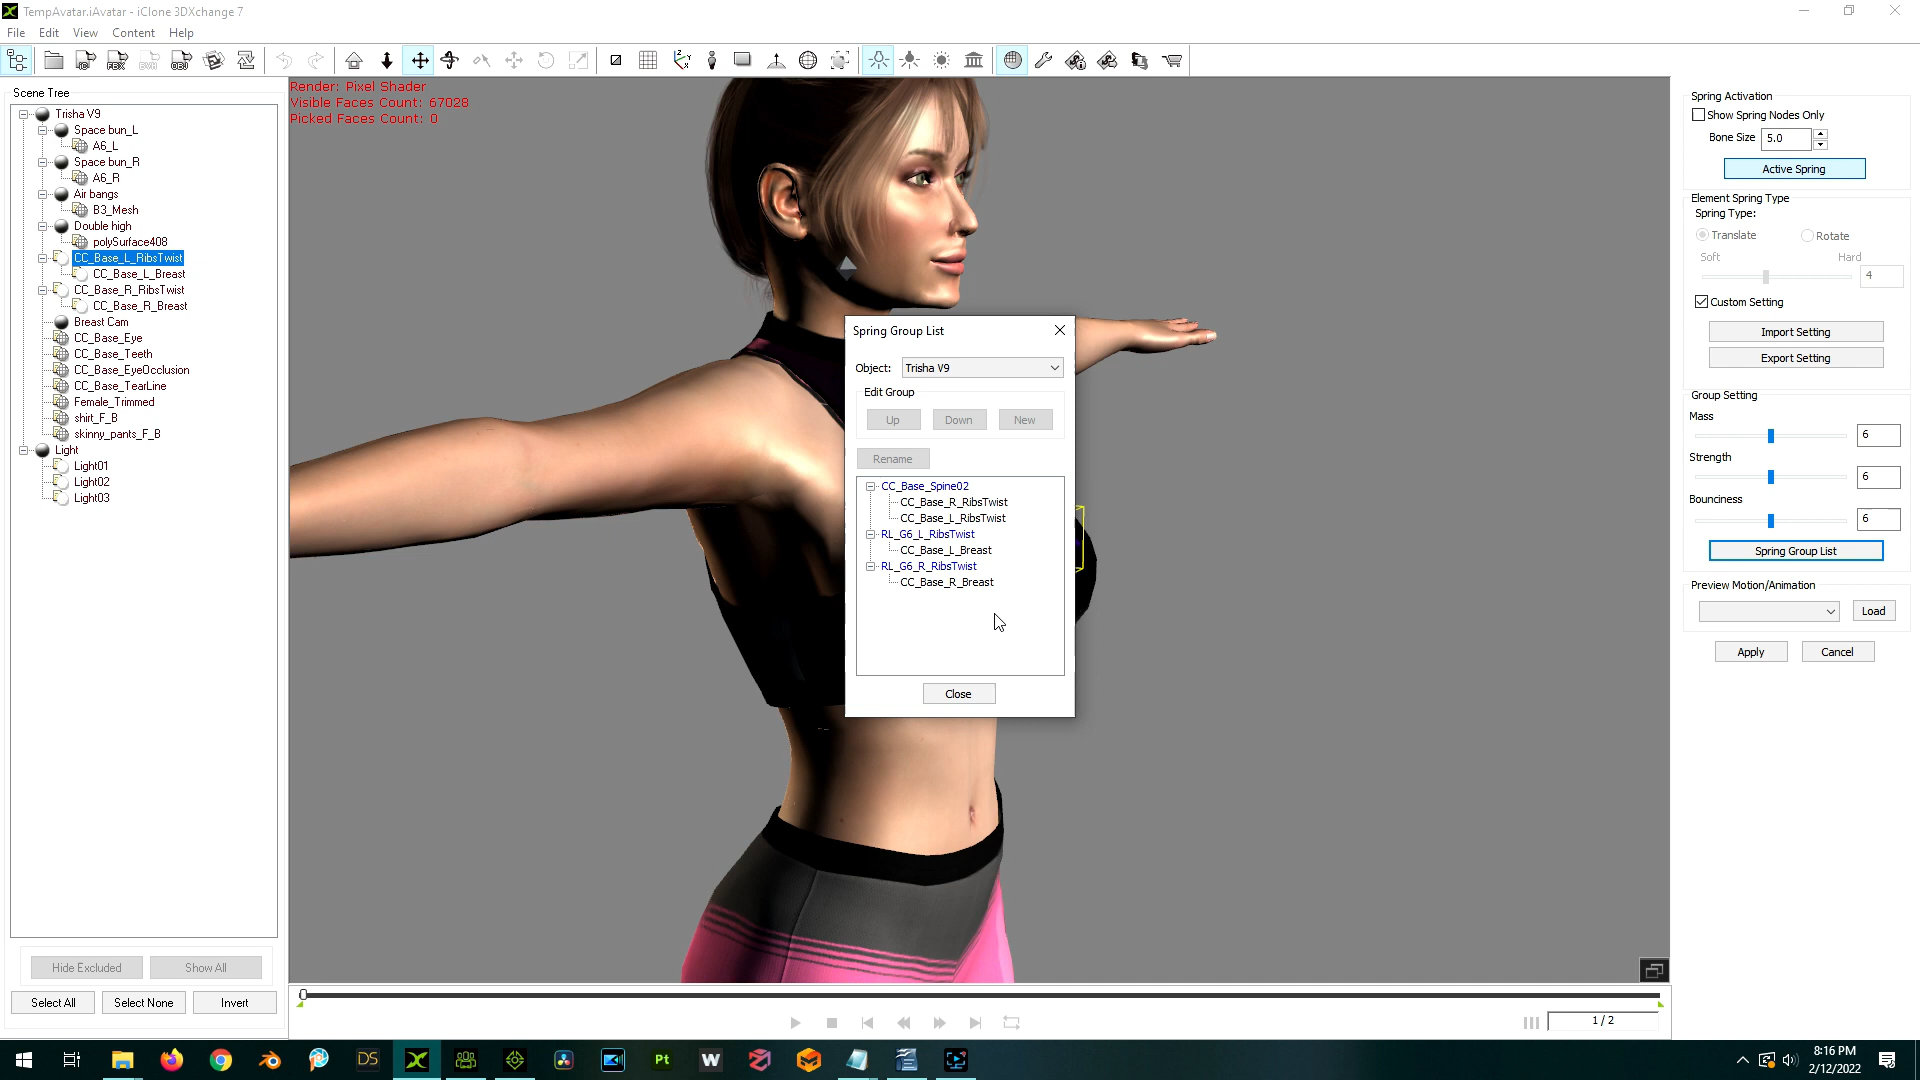 TempAvatar.iAvatar - iClone 3DXchange 7
File Edit View Content Help
Scene Tree
Trisha V9
Space bun_L
A6_L
Space bun_R
A6_R
Air bangs
B3_Mesh
Double high
polySurface408
CC_Base_L_RibsTwist
CC_Base_L_Breast
CC_Base_R_RibsTwist
CC_Base_R_Breast
Breast Cam
CC_Base_Eye
CC_Base_Teeth
CC_Base_EyeOcclusion
CC_Base_TearLine
Female_Trimmed
shirt_F_B
skinny_pants_F_B
Light
Light01
Light02
Light03
Hide Excluded Show All
Select All Select None Invert
Render: Pixel Shader
Visible Faces Count: 67028
Picked Faces Count: 0
Spring Group List
Object: Trisha V9
Edit Group
Up Down New
Rename
CC_Base_Spine02
CC_Base_R_RibsTwist
CC_Base_L_RibsTwist
RL_G6_L_RibsTwist
CC_Base_L_Breast
RL_G6_R_RibsTwist
CC_Base_R_Breast
Close
Spring Activation
Show Spring Nodes Only
Bone Size 5.0
Active Spring
Element Spring Type
Spring Type:
Translate Rotate
Soft Hard
4
Custom Setting
Import Setting
Export Setting
Group Setting
Mass
6
Strength
6
Bounciness
6
Spring Group List
Preview Motion/Animation
Load
Apply Cancel
1 / 2
DS Pt W
8:16 PM
2/12/2022